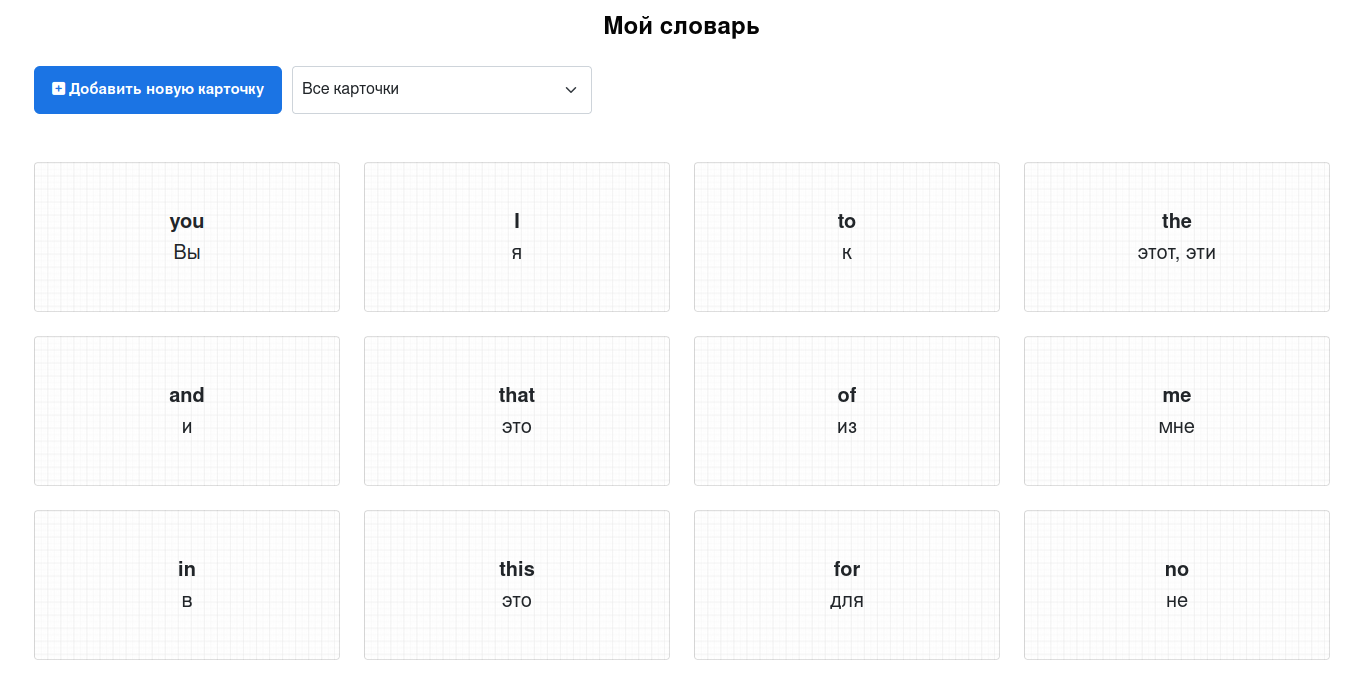 Мой словарь
Добавить новую карточку
Все карточки
you
Вы
I
я
to
к
the
этот, эти
and
и
that
это
of
из
me
мне
in
в
this
это
for
для
no
не